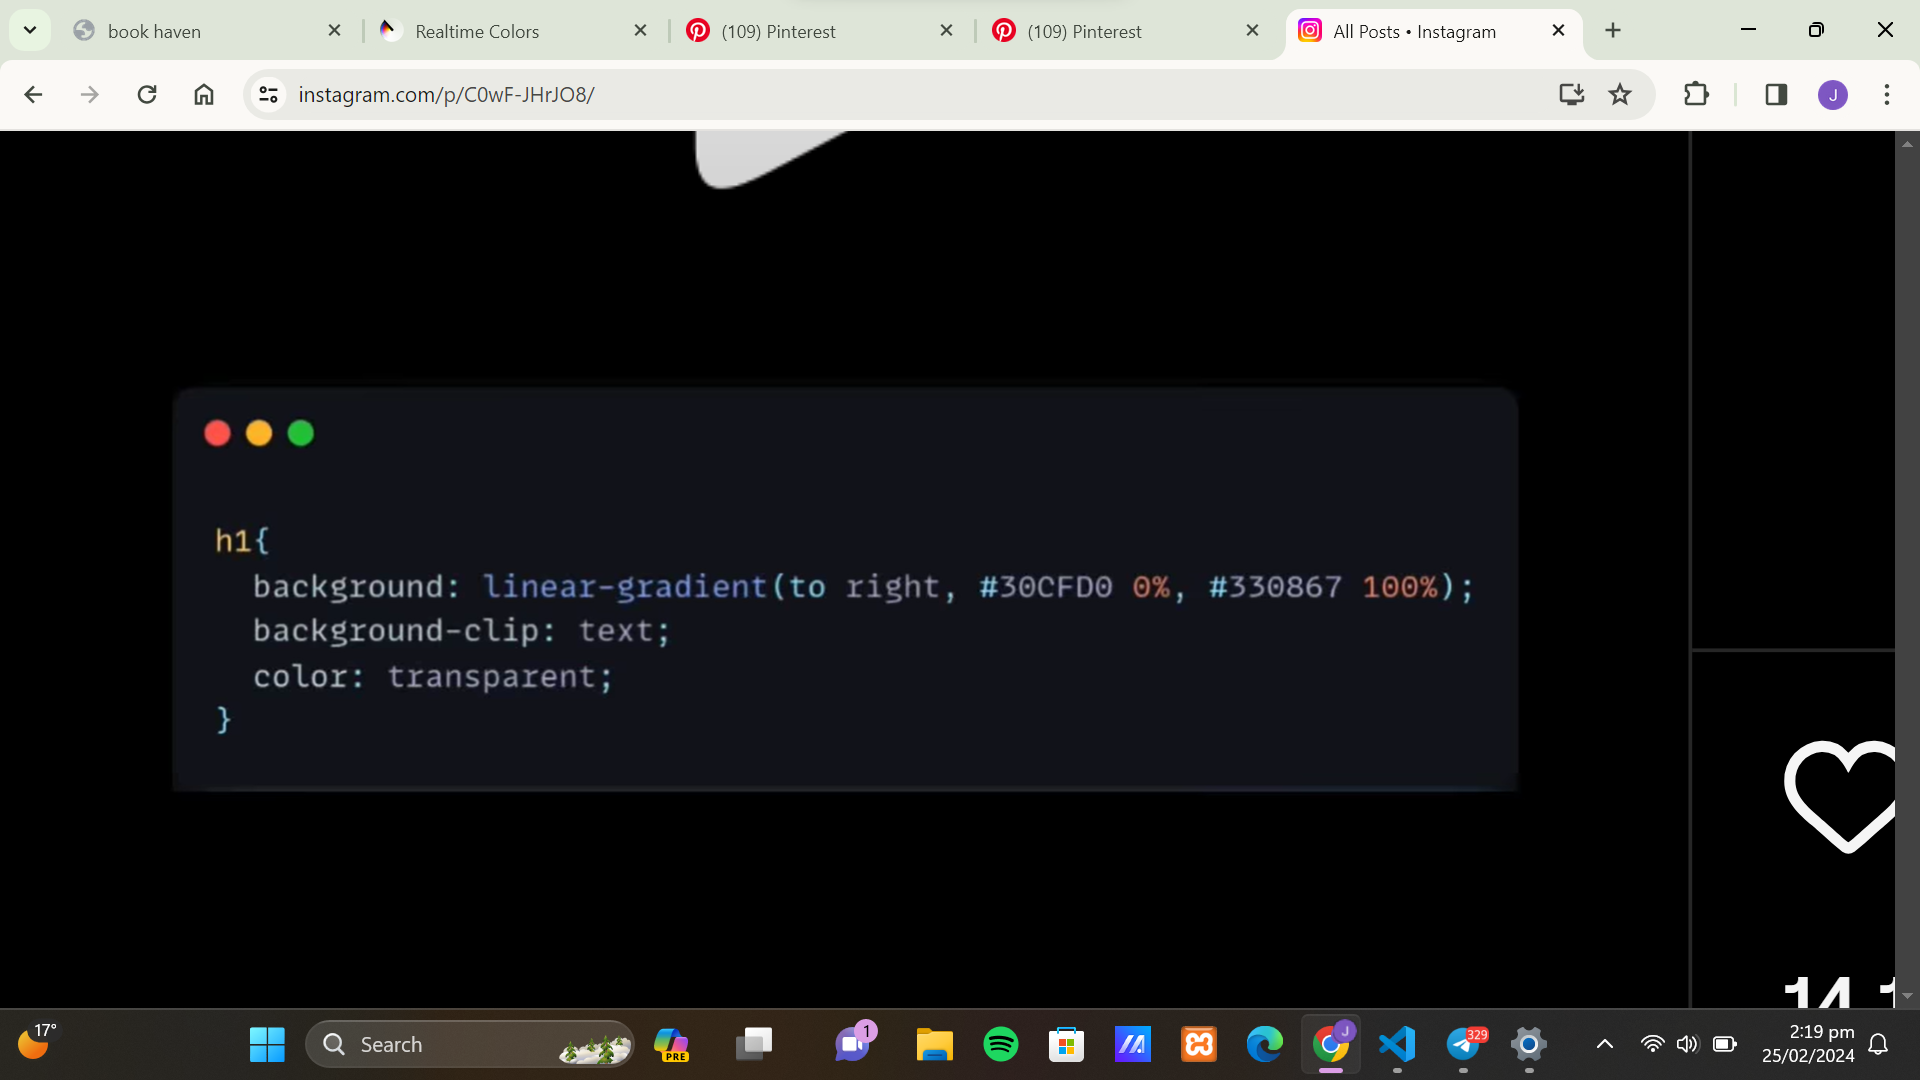 book haven
Realtime Colors
(109) Pinterest
(109) Pinterest
All Posts • Instagram
instagram.com/p/C0wF-JHrJO8/
J
h1{
background: linear-gradient(to right, #30CFD0 0%, #330867 100%);
background-clip: text;
color: transparent;
}
17°
Search
PRE
1
J
329
2:19 pm
25/02/2024